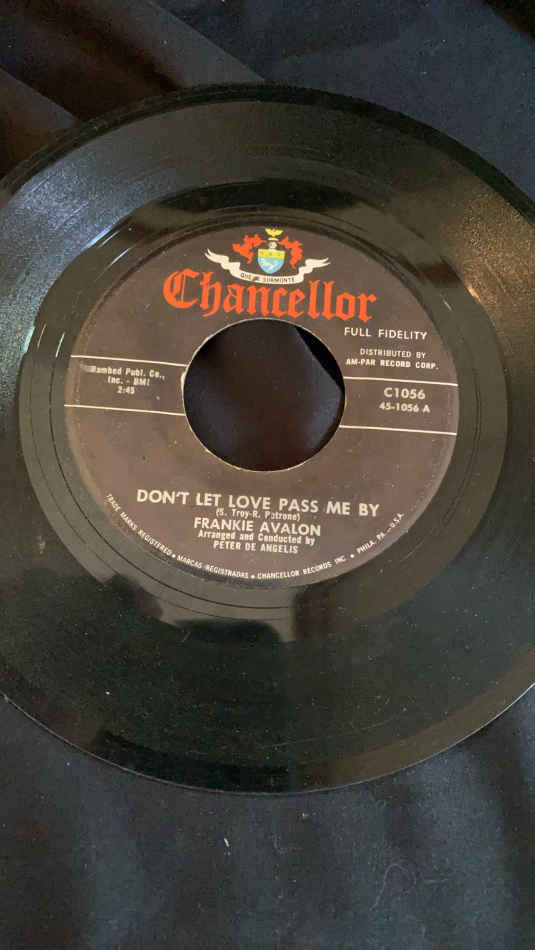 QUE SURMONTE
Chancellor
FULL FIDELITY
DISTRIBUTED BY
AM-PAR RECORD CORP.
Rambed Publ. Co.,
Inc. - BMI
2:45
C1056
45-1056 A
DON'T LET LOVE PASS ME BY
(S. Troy-R. Patrone)
FRANKIE AVALON
Arranged and Conducted by
PETER DE ANGELIS
TRADE MARKS REGISTERED ★ MARCAS REGISTRADAS ★ CHANCELLOR RECORDS INC ★ PHILA, PA - U.S.A.